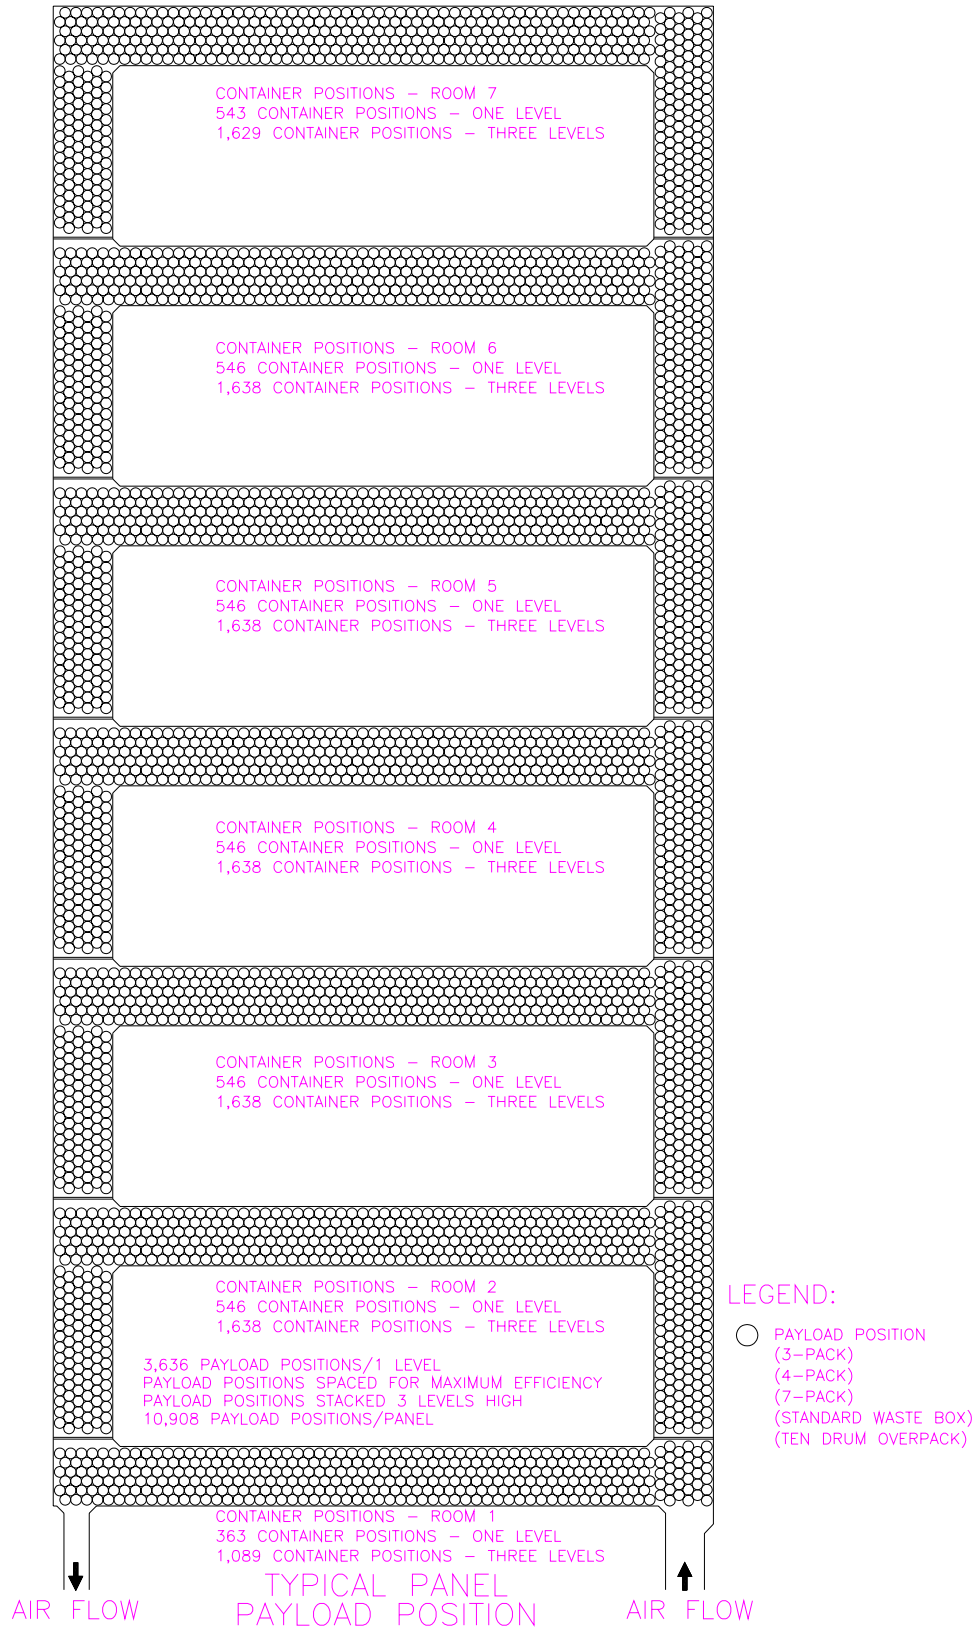 CONTAINER POSITIONS – ROOM 7
543 CONTAINER POSITIONS – ONE LEVEL
1,629 CONTAINER POSITIONS – THREE LEVELS
CONTAINER POSITIONS – ROOM 6
546 CONTAINER POSITIONS – ONE LEVEL
1,638 CONTAINER POSITIONS – THREE LEVELS
CONTAINER POSITIONS – ROOM 5
546 CONTAINER POSITIONS – ONE LEVEL
1,638 CONTAINER POSITIONS – THREE LEVELS
CONTAINER POSITIONS – ROOM 4
546 CONTAINER POSITIONS – ONE LEVEL
1,638 CONTAINER POSITIONS – THREE LEVELS
CONTAINER POSITIONS – ROOM 3
546 CONTAINER POSITIONS – ONE LEVEL
1,638 CONTAINER POSITIONS – THREE LEVELS
CONTAINER POSITIONS – ROOM 2
546 CONTAINER POSITIONS – ONE LEVEL
1,638 CONTAINER POSITIONS – THREE LEVELS
3,636 PAYLOAD POSITIONS/1 LEVEL
PAYLOAD POSITIONS SPACED FOR MAXIMUM EFFICIENCY
PAYLOAD POSITIONS STACKED 3 LEVELS HIGH
10,908 PAYLOAD POSITIONS/PANEL
LEGEND:
PAYLOAD POSITION
(3–PACK)
(4–PACK)
(7–PACK)
(STANDARD WASTE BOX)
(TEN DRUM OVERPACK)
CONTAINER POSITIONS – ROOM 1
363 CONTAINER POSITIONS – ONE LEVEL
1,089 CONTAINER POSITIONS – THREE LEVELS
TYPICAL PANEL
PAYLOAD POSITION
AIR FLOW
AIR FLOW